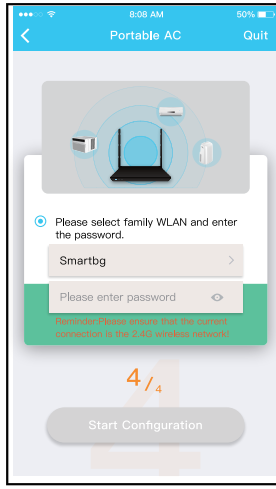 8:08 AM 50%
Portable AC Quit
Please select family WLAN and enter
the password.
Smartbg
Please enter password
Reminder:Please ensure that the current
connection is the 2.4G wireless network!
4/4
Start Configuration
4